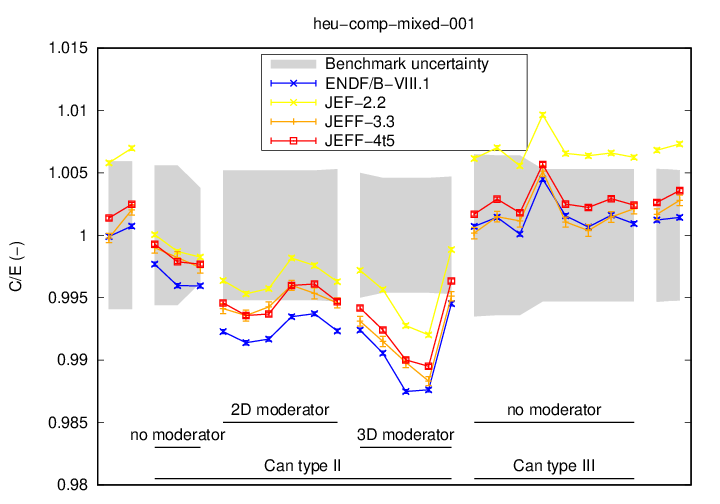 heu-comp-mixed-001
C/E (-)
1.015
1.01
1.005
1
0.995
0.99
0.985
0.98
Benchmark uncertainty
ENDF/B-VIII.1
JEF-2.2
JEFF-3.3
JEFF-4t5
2D moderator
no moderator
no moderator
3D moderator
Can type II
Can type III